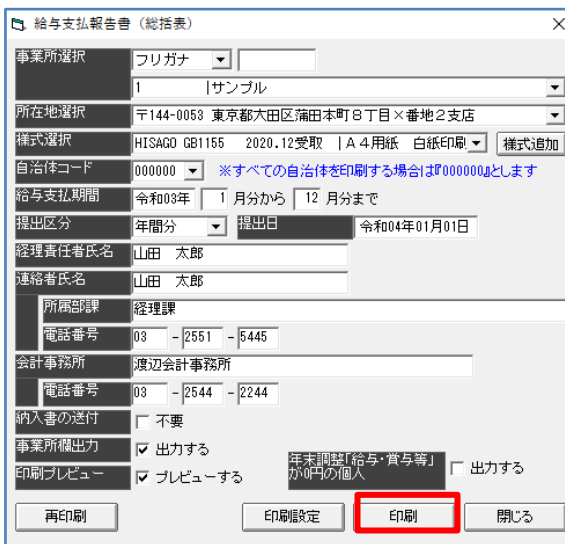 給与支払報告書（総括表）
事業所選択 フリガナ
1 |サンプル
所在地選択 〒144-0053 東京都大田区蒲田本町8丁目×番地2支店
様式選択 HISAGO GB1155 2020.12受取 |A4用紙 白紙印刷 様式追加
自治体コード 000000 ※すべての自治体を印刷する場合は『000000』とします
給与支払期間 令和03年 1 月分から 12 月分まで
提出区分 年間分 提出日 令和04年01月01日
経理責任者氏名 山田 太郎
連絡者氏名 山田 太郎
所属部課 経理課
電話番号 03 - 2551 - 5445
会計事務所 渡辺会計事務所
電話番号 03 - 2544 - 2244
納入書の送付 不要
事業所欄出力 出力する
年末調整「給与・賞与等」
が0円の個人 出力する
印刷プレビュー プレビューする
再印刷 印刷設定 印刷 閉じる